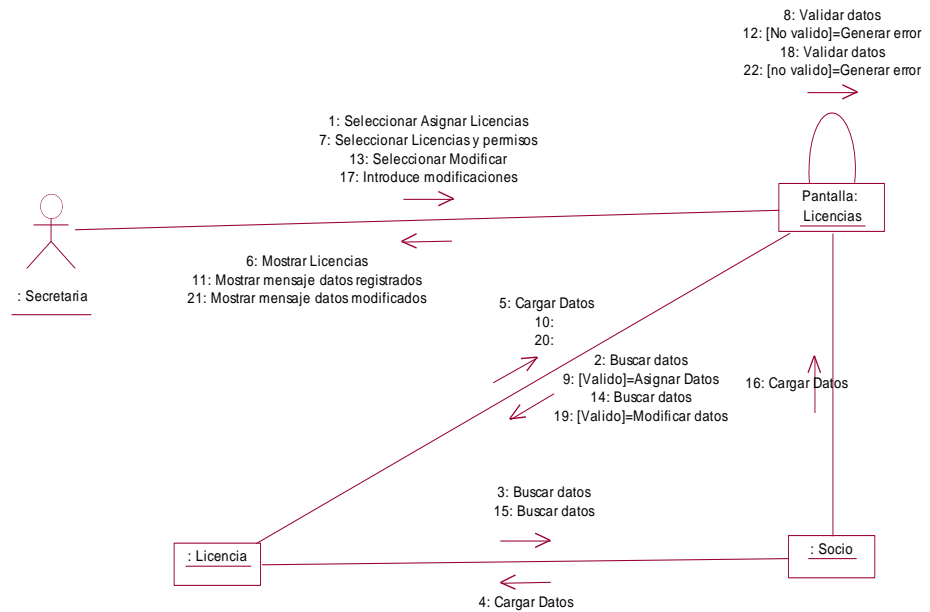 8: Validar datos
12: [No valido]=Generar error
18: Validar datos
22: [no valido]=Generar error
1: Seleccionar Asignar Licencias
7: Seleccionar Licencias y permisos
13: Seleccionar Modificar
17: Introduce modificaciones
Pantalla:
Licencias
6: Mostrar Licencias
11: Mostrar mensaje datos registrados
21: Mostrar mensaje datos modificados
: Secretaria
5: Cargar Datos
10:
20:
2: Buscar datos
9: [Valido]=Asignar Datos
14: Buscar datos
19: [Valido]=Modificar datos
16: Cargar Datos
3: Buscar datos
15: Buscar datos
: Licencia
: Socio
4: Cargar Datos